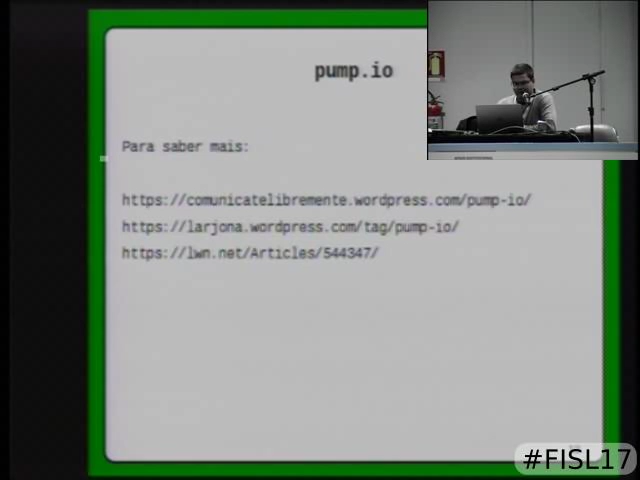 pump.io
Para saber mais:
https://comunicatelibremente.wordpress.com/pump-io/
https://larjona.wordpress.com/tag/pump-io/
https://lwn.net/Articles/544347/
#FISL17